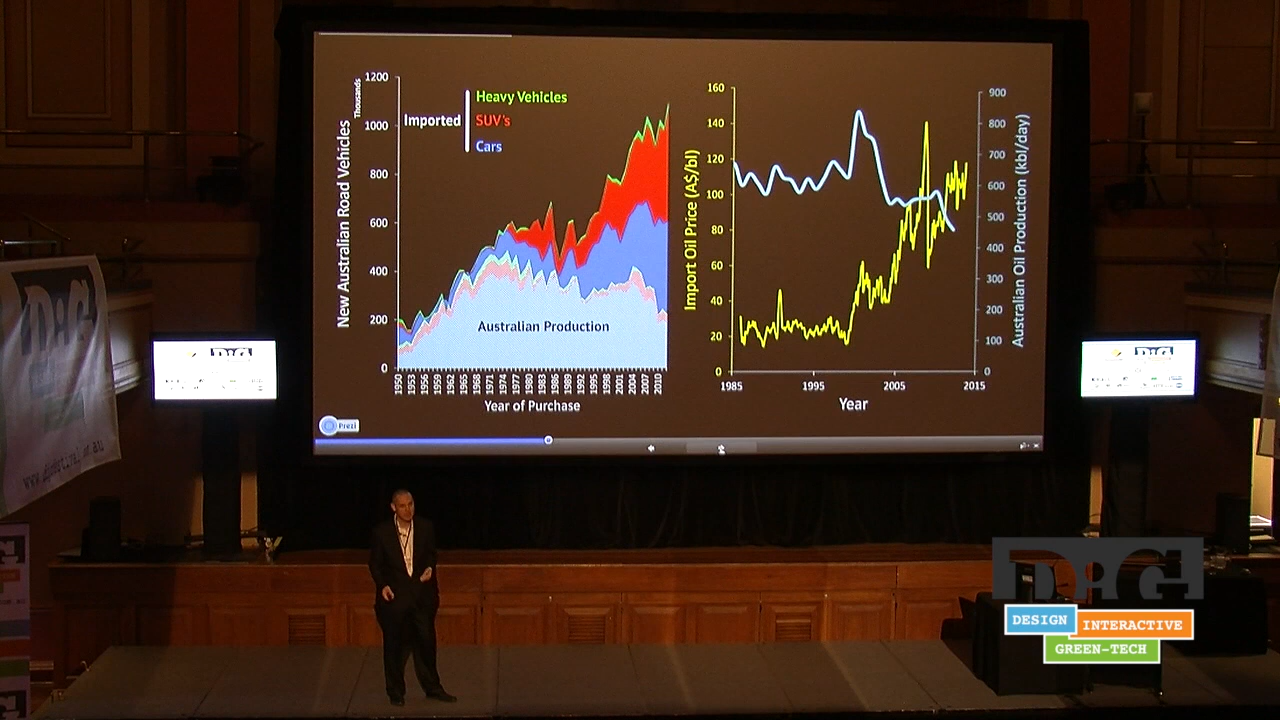 Heavy Vehicles
Imported
SUV's
Cars
New Australian Road Vehicles
Thousands
1200
1000
800
600
400
200
0
Australian Production
1950 1953 1956 1959 1962 1965 1968 1971 1974 1977 1980 1983 1986 1989 1992 1995 1998 2001 2004 2007 2010
Year of Purchase
Import Oil Price (A$/bl)
160
140
120
100
80
60
40
20
0
1985 1995 2005 2015
Year
900
800
700
600
500
400
300
200
100
0
Australian Oil Production (kbl/day)
Prezi
DiG
DiG
DiG
DiG
DESIGN
INTERACTIVE
GREEN-TECH